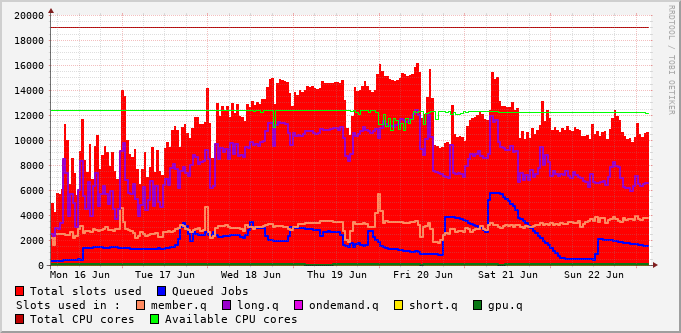 RRDTOOL / TOBI OETIKER
20000
18000
16000
14000
12000
10000
8000
6000
4000
2000
0
Mon 16 Jun Tue 17 Jun Wed 18 Jun Thu 19 Jun Fri 20 Jun Sat 21 Jun Sun 22 Jun
Total slots used Queued Jobs
Slots used in : member.q long.q ondemand.q short.q gpu.q
Total CPU cores Available CPU cores